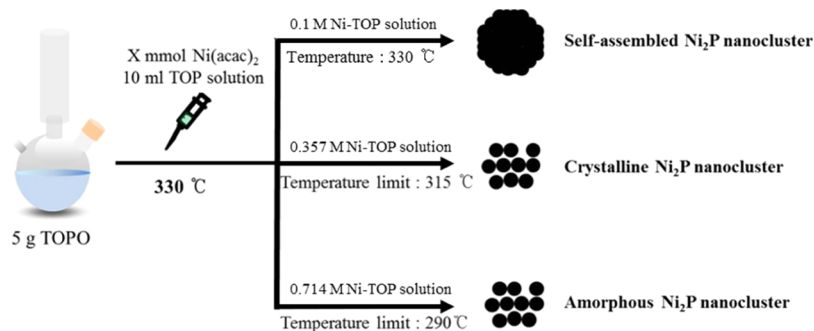 0.1 M Ni-TOP solution
Temperature : 330 ℃
Self-assembled Ni₂P nanocluster
X mmol Ni(acac)₂
10 ml TOP solution
330 ℃
5 g TOPO
0.357 M Ni-TOP solution
Temperature limit : 315 ℃
Crystalline Ni₂P nanocluster
0.714 M Ni-TOP solution
Temperature limit : 290℃
Amorphous Ni₂P nanocluster